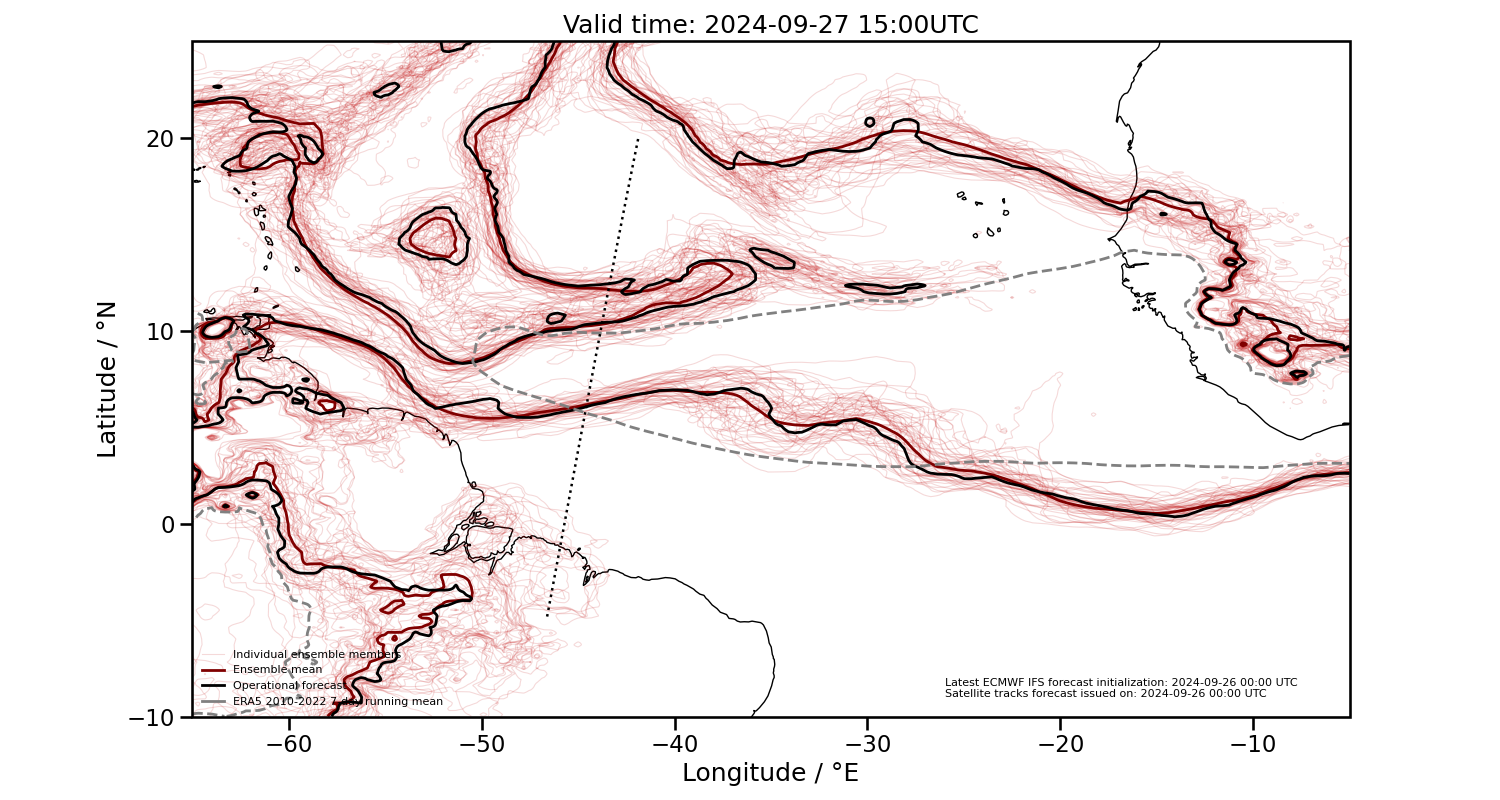 Valid time: 2024-09-27 15:00UTC
Latitude / °N
20
10
0
−10
Individual ensemble members
Ensemble mean
Operational forecast
ERA5 2010-2022 7-day running mean
Latest ECMWF IFS forecast initialization: 2024-09-26 00:00 UTC
Satellite tracks forecast issued on: 2024-09-26 00:00 UTC
−60 −50 −40 −30 −20 −10
Longitude / °E